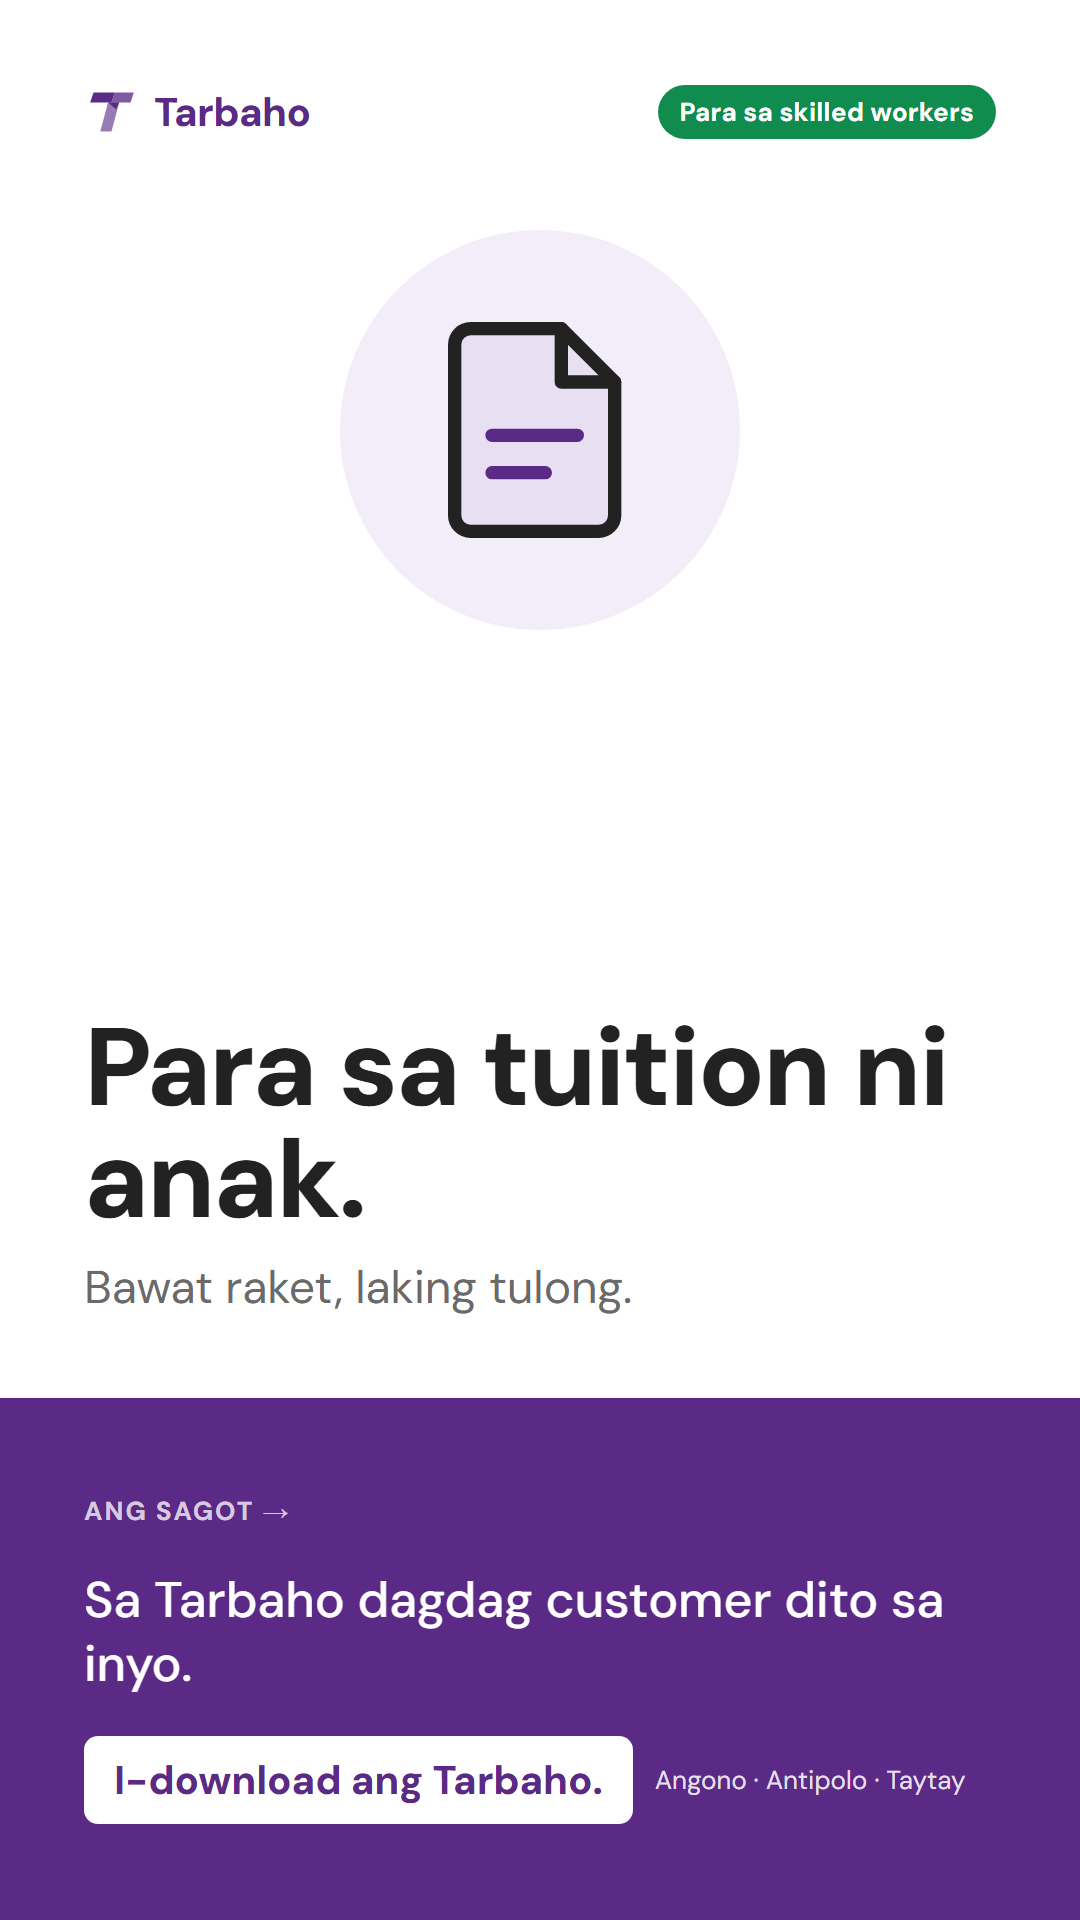 Tarbaho
Para sa skilled workers
Para sa tuition ni
anak.
Bawat raket, laking tulong.
ANG SAGOT →
Sa Tarbaho dagdag customer dito sa
inyo.
I-download ang Tarbaho.
Angono · Antipolo · Taytay